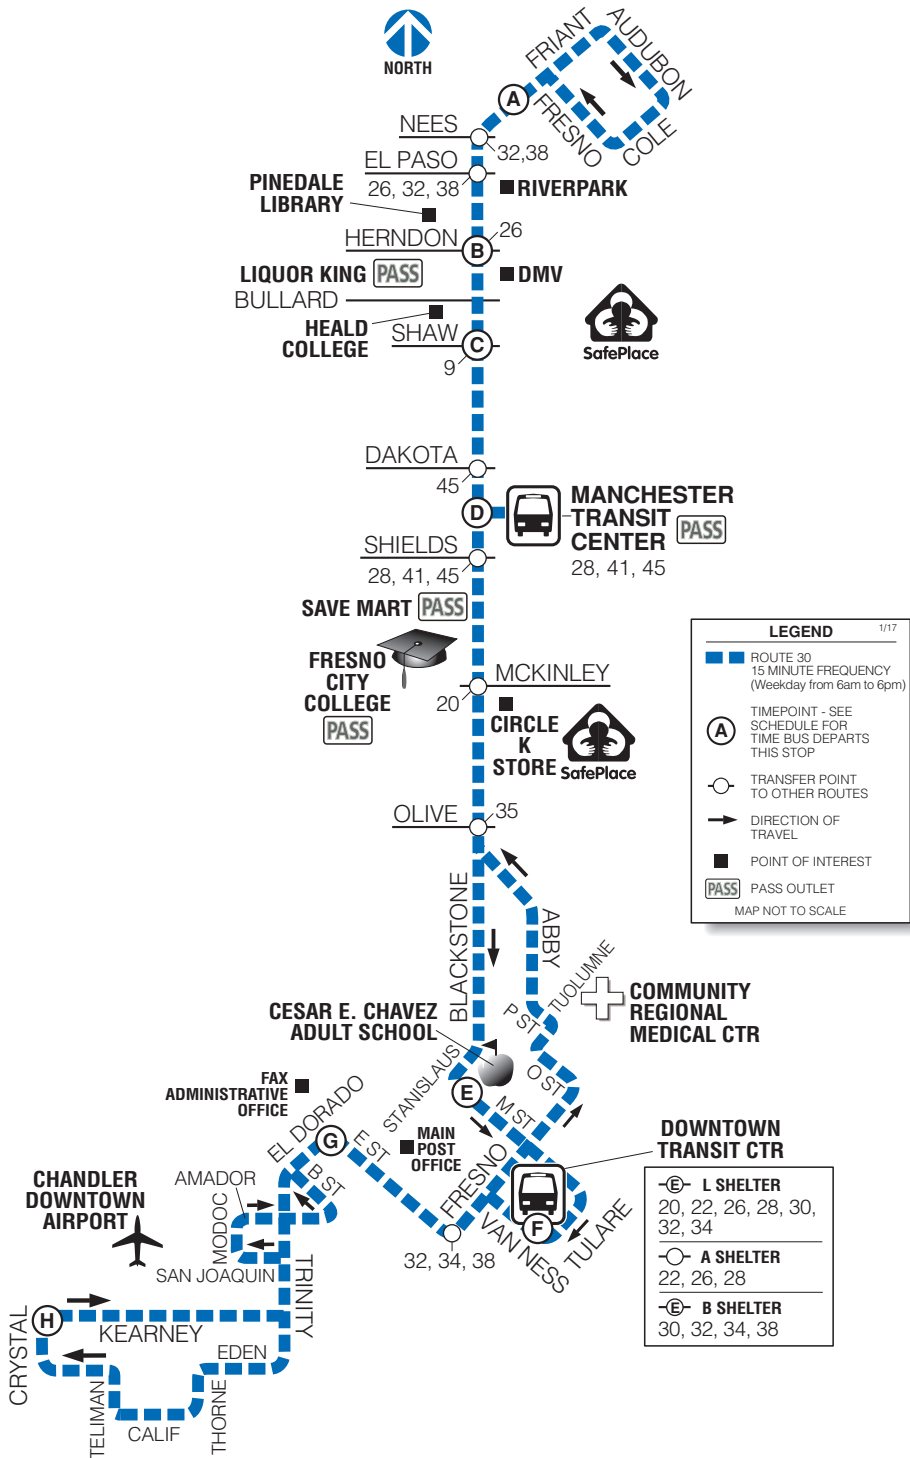 NORTH
FRIANT
AUDUBON
A
FRESNO
COLE
NEES
32,38
EL PASO
26, 32, 38
RIVERPARK
PINEDALE
LIBRARY
26
HERNDON
B
LIQUOR KING PASS
DMV
BULLARD
HEALD
COLLEGE
SHAW
C
9
SafePlace
DAKOTA
45
D
MANCHESTER
TRANSIT
CENTER
PASS
28, 41, 45
SHIELDS
28, 41, 45
SAVE MART PASS
FRESNO
CITY
COLLEGE
PASS
MCKINLEY
20
CIRCLE
K
STORE
SafePlace
LEGEND
1/17
ROUTE 30
15 MINUTE FREQUENCY
(Weekday from 6am to 6pm)
A
TIMEPOINT - SEE
SCHEDULE FOR
TIME BUS DEPARTS
THIS STOP
TRANSFER POINT
TO OTHER ROUTES
DIRECTION OF
TRAVEL
POINT OF INTEREST
PASS PASS OUTLET
MAP NOT TO SCALE
OLIVE
35
BLACKSTONE
ABBY
TUOLUMNE
P ST
O ST
COMMUNITY
REGIONAL
MEDICAL CTR
CESAR E. CHAVEZ
ADULT SCHOOL
STANISLAUS
E
M ST
FAX
ADMINISTRATIVE
OFFICE
EL DORADO
G
E ST
MAIN
POST
OFFICE
FRESNO
DOWNTOWN
TRANSIT CTR
F
VAN NESS
TULARE
32, 34, 38
E L SHELTER
20, 22, 26, 28, 30,
32, 34
A SHELTER
22, 26, 28
E B SHELTER
30, 32, 34, 38
CHANDLER
DOWNTOWN
AIRPORT
AMADOR
B ST
MODOC
SAN JOAQUIN
TRINITY
H
CRYSTAL
KEARNEY
EDEN
TELIMAN
CALIF
THORNE